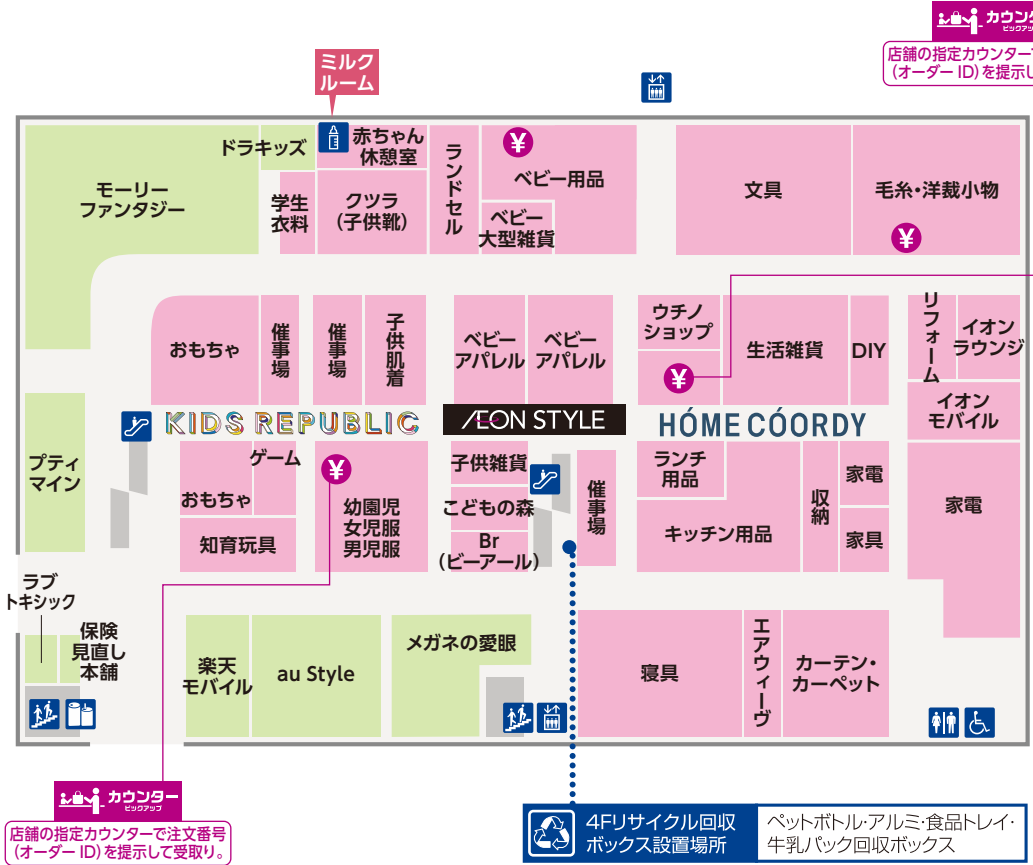 カウンタ
ピックアッ
店舗の指定カウンター
(オーダー ID)を提示し
ミルク
ルーム
ドラキッズ
赤ちゃん
休憩室
モーリー
ファンタジー
学生
衣料
クツラ
(子供靴)
ランドセル
¥
ベビー用品
ベビー
大型雑貨
文具
毛糸・洋裁小物
¥
おもちゃ
催事場
催事場
子供肌着
ベビー
アパレル
ベビー
アパレル
ウチノ
ショップ
¥
生活雑貨
DIY
リフォーム
イオン
ラウンジ
イオン
モバイル
KIDS REPUBLIC
ÆON STYLE
HÓME CÓORDY
プティ
マイン
おもちゃ
ゲーム
知育玩具
¥
幼園児
女児服
男児服
子供雑貨
こどもの森
Br
(ビーアール)
催事場
ランチ
用品
キッチン用品
収納
家電
家具
家電
ラブ
トキシック
保険
見直し
本舗
楽天
モバイル
au Style
メガネの愛眼
寝具
エアウィーヴ
カーテン・
カーペット
カウンター
ピックアップ
店舗の指定カウンターで注文番号
(オーダー ID)を提示して受取り。
4Fリサイクル回収
ボックス設置場所
ペットボトル・アルミ・食品トレイ・
牛乳パック回収ボックス